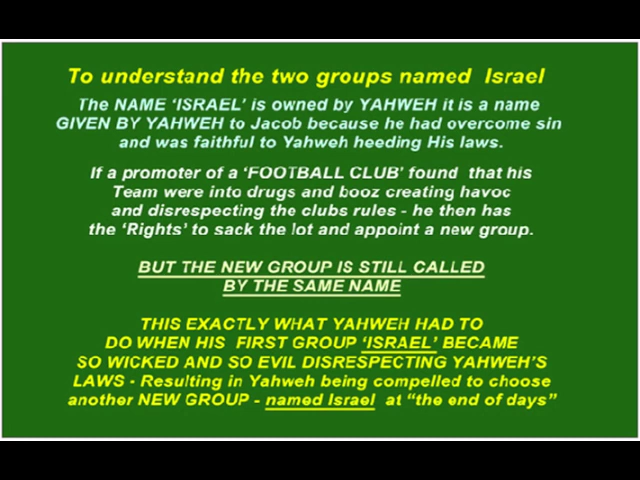 To understand the two groups named Israel
The NAME 'ISRAEL' is owned by YAHWEH it is a name
GIVEN BY YAHWEH to Jacob because he had overcome sin
and was faithful to Yahweh heeding His laws.
If a promoter of a 'FOOTBALL CLUB' found that his
Team were into drugs and booz creating havoc
and disrespecting the clubs rules - he then has
the 'Rights' to sack the lot and appoint a new group.
BUT THE NEW GROUP IS STILL CALLED
BY THE SAME NAME
THIS EXACTLY WHAT YAHWEH HAD TO
DO WHEN HIS FIRST GROUP 'ISRAEL' BECAME
SO WICKED AND SO EVIL DISRESPECTING YAHWEH'S
LAWS - Resulting in Yahweh being compelled to choose
another NEW GROUP - named Israel at "the end of days"